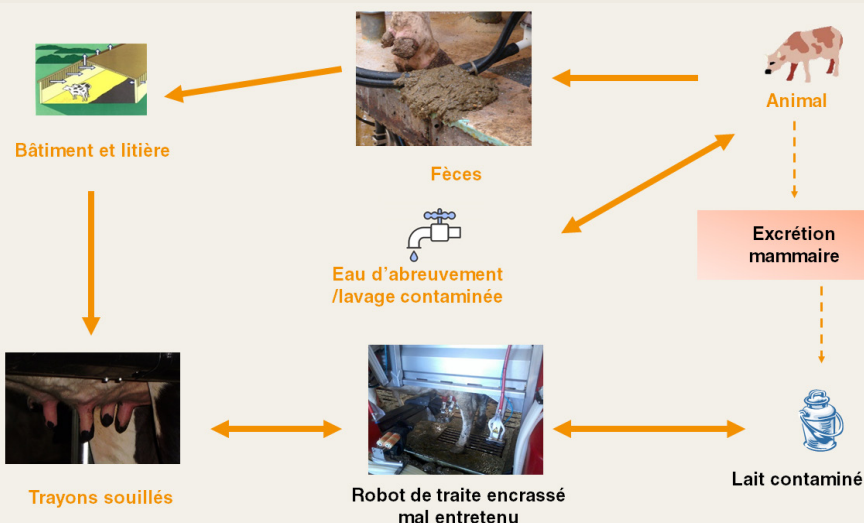 Animal
Bâtiment et litière
Fèces
Excrétion
mammaire
Eau d’abreuvement
/lavage contaminée
Trayons souillés
Robot de traite encrassé
mal entretenu
Lait contaminé